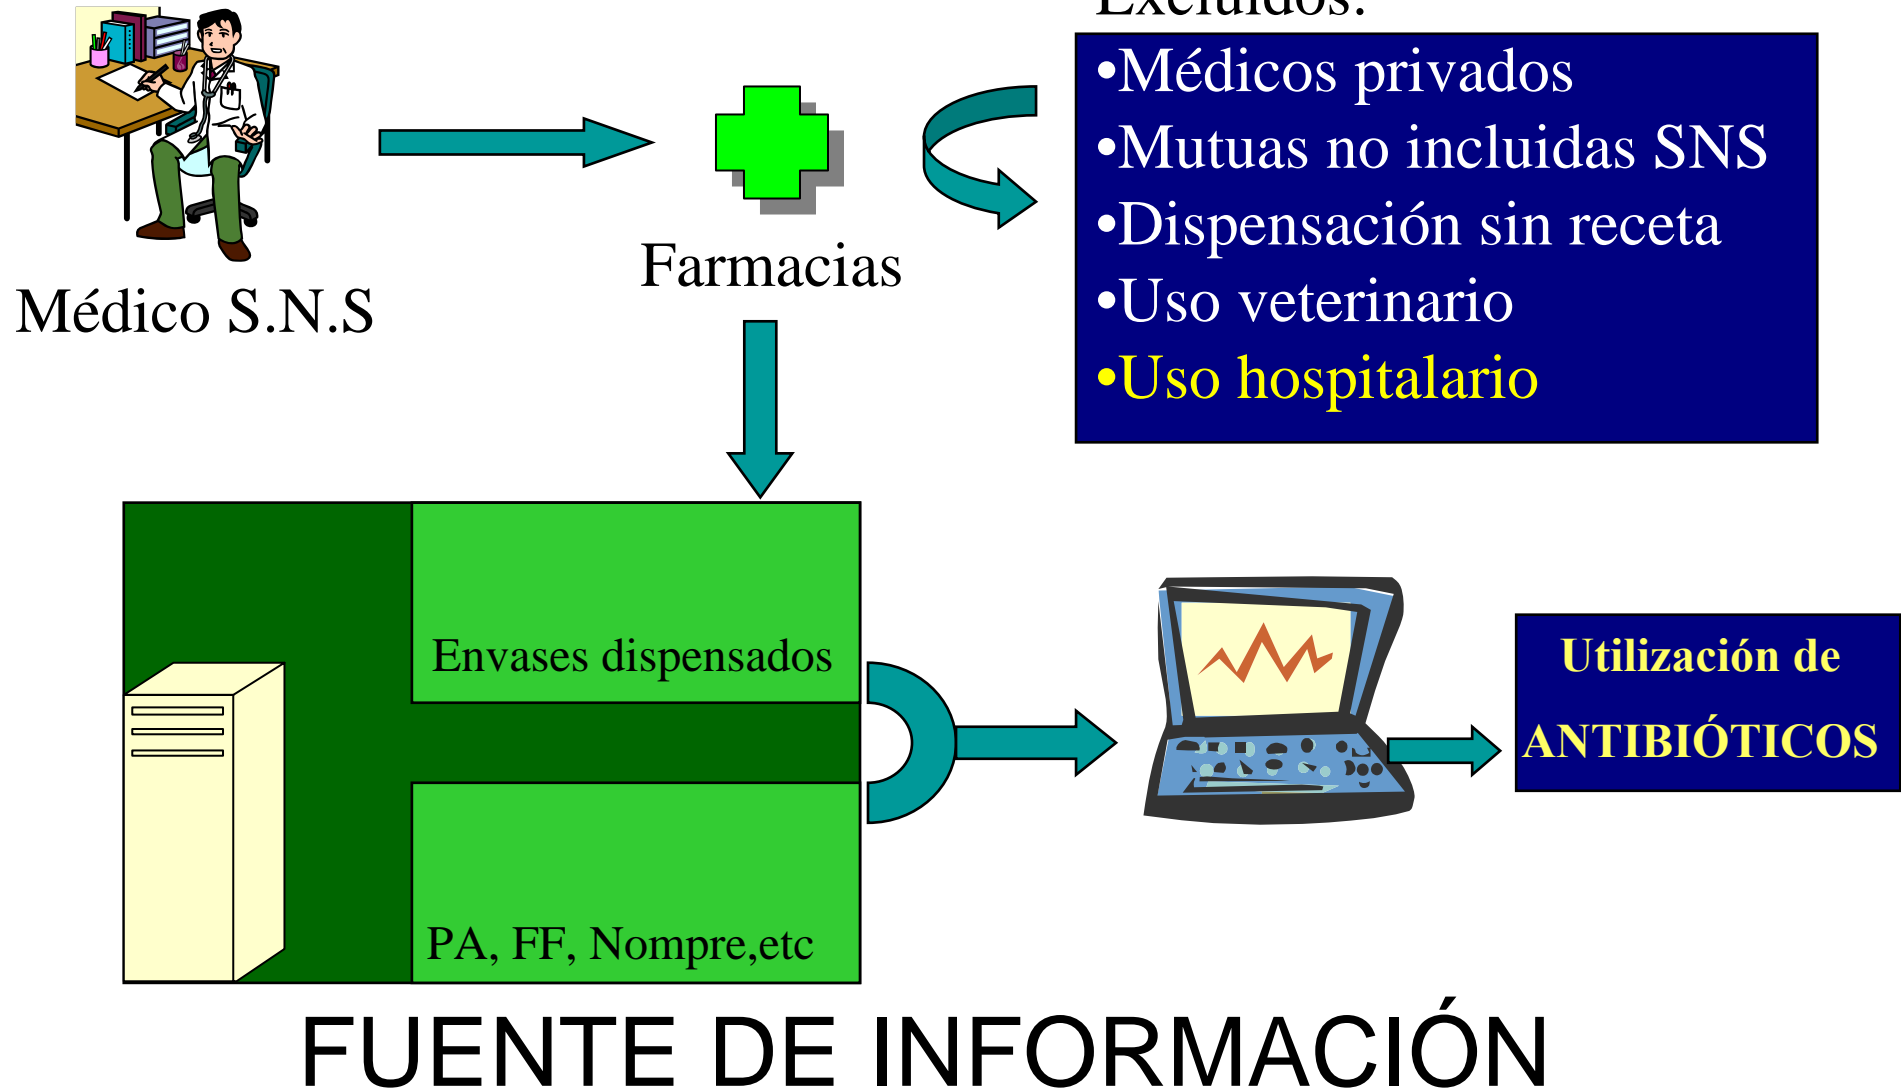 Excluidos:
•Médicos privados
•Mutuas no incluidas SNS
•Dispensación sin receta
•Uso veterinario
•Uso hospitalario
Farmacias
Médico S.N.S
Envases dispensados
PA, FF, Nompre,etc
Utilización de
ANTIBIÓTICOS
FUENTE DE INFORMACIÓN